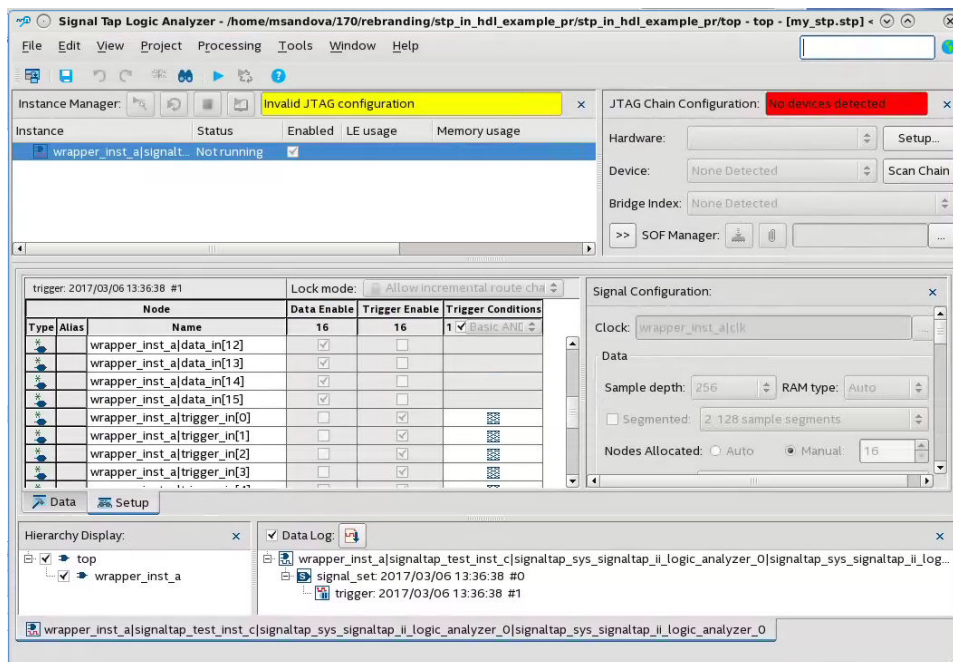 Signal Tap Logic Analyzer - /home/msandova/170/rebranding/stp_in_hdl_example_pr/stp_in_hdl_example_pr/top - top - [my_stp.stp] <
File Edit View Project Processing Tools Window Help
Instance Manager: Invalid JTAG configuration x
Instance Status Enabled LE usage Memory usage
wrapper_inst_a|signalt... Not running
JTAG Chain Configuration: No devices detected x
Hardware: Setup...
Device: None Detected Scan Chain
Bridge Index: None Detected
>> SOF Manager: ...
trigger: 2017/03/06 13:36:38 #1 Lock mode: Allow incremental route cha
Node Data Enable Trigger Enable Trigger Conditions
Type Alias Name 16 16 1 Basic AND
wrapper_inst_a|data_in[12]
wrapper_inst_a|data_in[13]
wrapper_inst_a|data_in[14]
wrapper_inst_a|data_in[15]
wrapper_inst_a|trigger_in[0]
wrapper_inst_a|trigger_in[1]
wrapper_inst_a|trigger_in[2]
wrapper_inst_a|trigger_in[3]
Data Setup
Signal Configuration: x
Clock: wrapper_inst_a|clk ...
Data
Sample depth: 256 RAM type: Auto
Segmented: 2 128 sample segments
Nodes Allocated: Auto Manual: 16
Hierarchy Display: x
top
wrapper_inst_a
Data Log: x
wrapper_inst_a|signaltap_test_inst_c|signaltap_sys_signaltap_ii_logic_analyzer_0|signaltap_sys_signaltap_ii_log...
signal_set: 2017/03/06 13:36:38 #0
trigger: 2017/03/06 13:36:38 #1
wrapper_inst_a|signaltap_test_inst_c|signaltap_sys_signaltap_ii_logic_analyzer_0|signaltap_sys_signaltap_ii_logic_analyzer_0